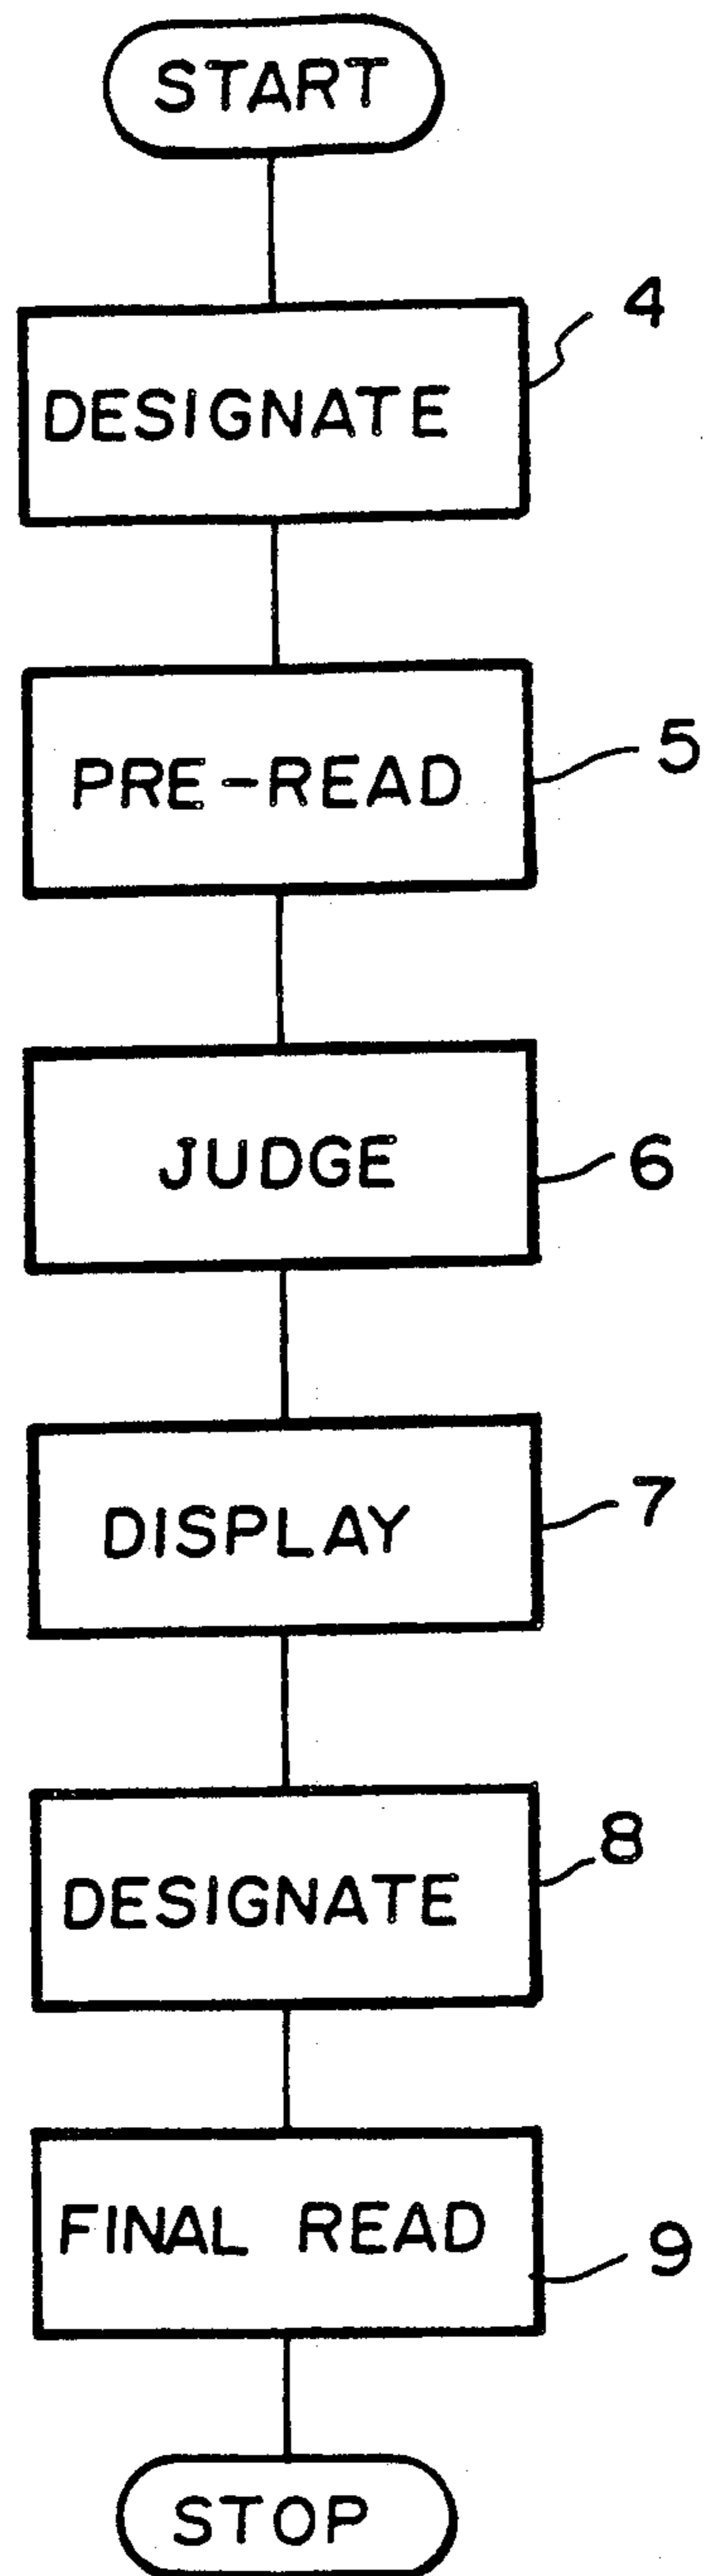 START
4
DESIGNATE
5
PRE-READ
6
JUDGE
7
DISPLAY
8
DESIGNATE
FINAL READ
9
STOP